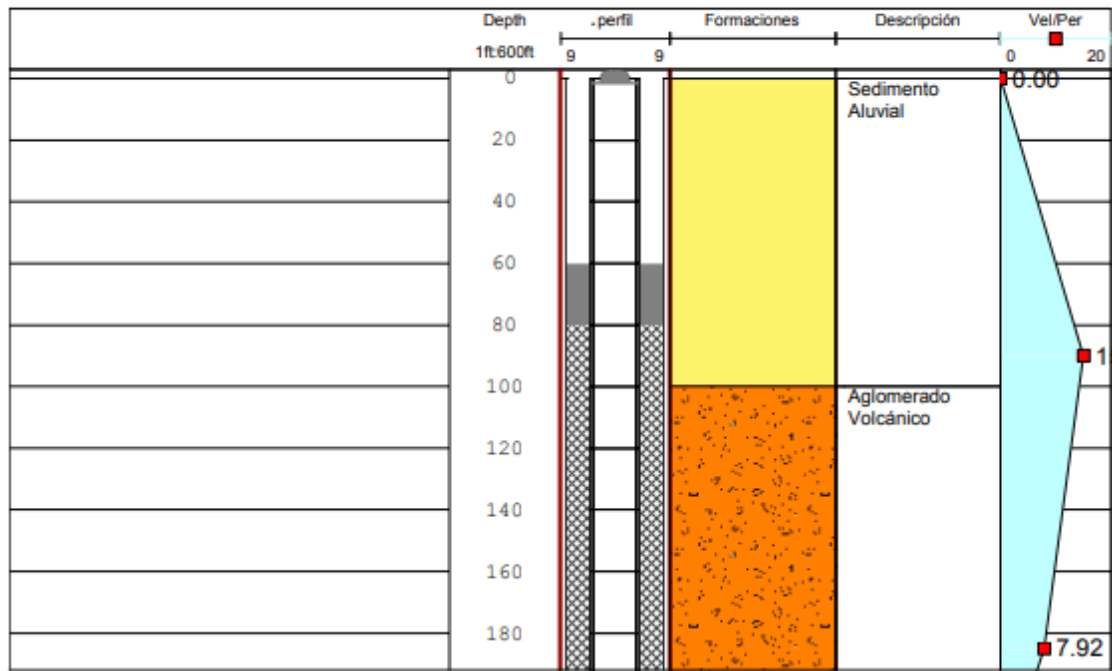 Depth
.perfil
Formaciones
Descripción
Vel/Per
1ft:600ft
9
9
0
20
0
Sedimento
Aluvial
0.00
20
40
60
80
1
100
Aglomerado
Volcánico
120
140
160
180
7.92